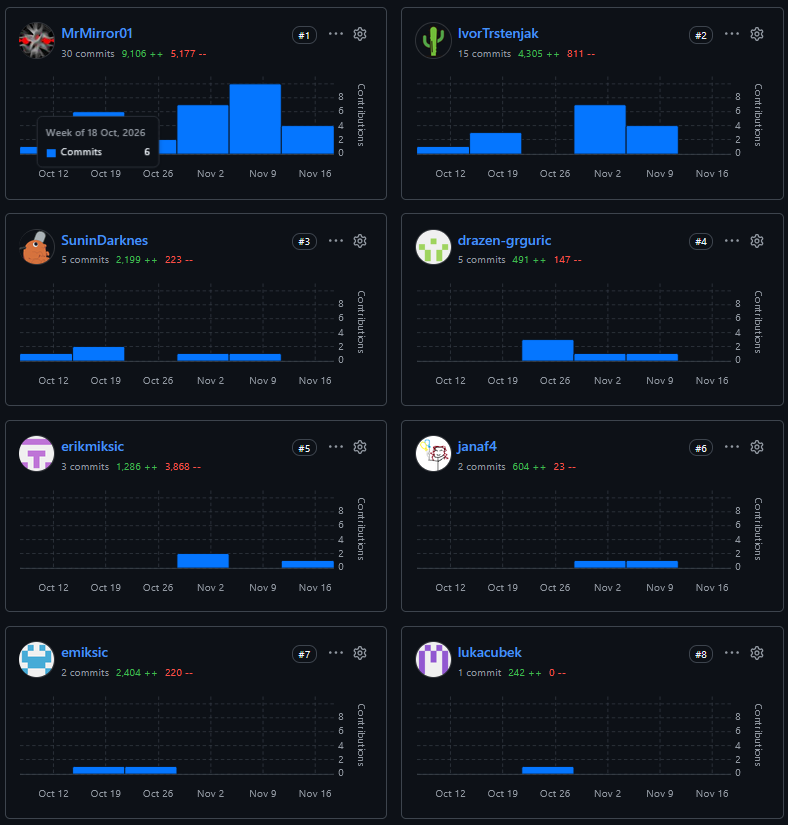 MrMirror01 #1 ···
30 commits 9,106 ++ 5,177 --
8
6
4
2
0
Contributions
Week of 18 Oct, 2026
Commits 6
Oct 12 Oct 19 Oct 26 Nov 2 Nov 9 Nov 16
IvorTrstenjak #2 ···
15 commits 4,305 ++ 811 --
8
6
4
2
0
Contributions
Oct 12 Oct 19 Oct 26 Nov 2 Nov 9 Nov 16
SuninDarknes #3 ···
5 commits 2,199 ++ 223 --
8
6
4
2
0
Contributions
Oct 12 Oct 19 Oct 26 Nov 2 Nov 9 Nov 16
drazen-grguric #4 ···
5 commits 491 ++ 147 --
8
6
4
2
0
Contributions
Oct 12 Oct 19 Oct 26 Nov 2 Nov 9 Nov 16
erikmiksic #5 ···
3 commits 1,286 ++ 3,868 --
8
6
4
2
0
Contributions
Oct 12 Oct 19 Oct 26 Nov 2 Nov 9 Nov 16
janaf4 #6 ···
2 commits 604 ++ 23 --
8
6
4
2
0
Contributions
Oct 12 Oct 19 Oct 26 Nov 2 Nov 9 Nov 16
emiksic #7 ···
2 commits 2,404 ++ 220 --
8
6
4
2
0
Contributions
Oct 12 Oct 19 Oct 26 Nov 2 Nov 9 Nov 16
lukacubek #8 ···
1 commit 242 ++ 0 --
8
6
4
2
0
Contributions
Oct 12 Oct 19 Oct 26 Nov 2 Nov 9 Nov 16